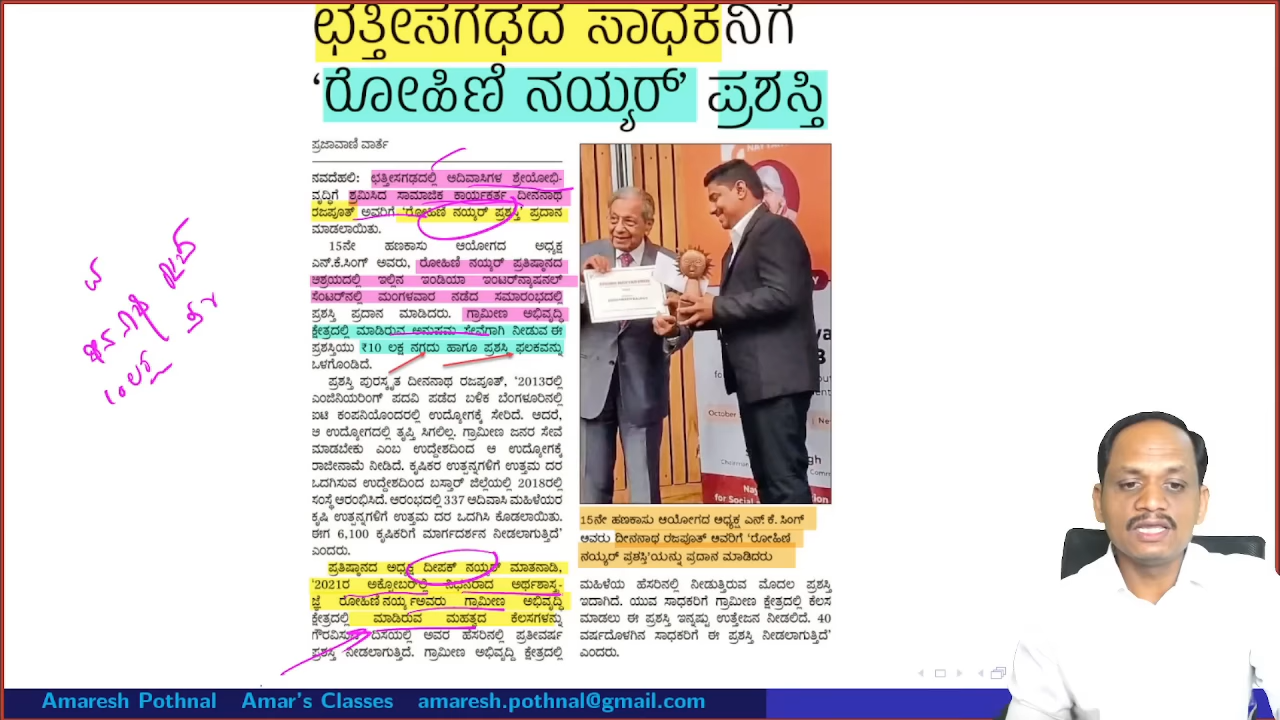 ಛತ್ತೀಸಗಢದ ಸಾಧಕನಿಗೆ
‘ರೋಹಿಣಿ ನಯ್ಯರ್’ ಪ್ರಶಸ್ತಿ
ಪ್ರಜಾವಾಣಿ ವಾರ್ತೆ
ನವದೆಹಲಿ: ಛತ್ತೀಸಗಢದಲ್ಲಿ ಆದಿವಾಸಿಗಳ ಶ್ರೇಯೋಭಿ-
ವೃದ್ಧಿಗೆ ಶ್ರಮಿಸಿದ ಸಾಮಾಜಿಕ ಕಾರ್ಯಕರ್ತ ದೀನನಾಥ
ರಜಪೂತ್ ಅವರಿಗೆ ‘ರೋಹಿಣಿ ನಯ್ಯರ್ ಪ್ರಶಸ್ತಿ’ ಪ್ರದಾನ
ಮಾಡಲಾಯಿತು.
15ನೇ ಹಣಕಾಸು ಆಯೋಗದ ಅಧ್ಯಕ್ಷ
ಎನ್.ಕೆ.ಸಿಂಗ್ ಅವರು, ರೋಹಿಣಿ ನಯ್ಯರ್ ಪ್ರತಿಷ್ಠಾನದ
ಆಶ್ರಯದಲ್ಲಿ ಇಲ್ಲಿನ ಇಂಡಿಯಾ ಇಂಟರ್‌ನ್ಯಾಷನಲ್
ಸೆಂಟರ್‌ನಲ್ಲಿ ಮಂಗಳವಾರ ನಡೆದ ಸಮಾರಂಭದಲ್ಲಿ
ಪ್ರಶಸ್ತಿ ಪ್ರದಾನ ಮಾಡಿದರು. ಗ್ರಾಮೀಣ ಅಭಿವೃದ್ಧಿ
ಕ್ಷೇತ್ರದಲ್ಲಿ ಮಾಡಿರುವ ಅನುಪಮ ಸೇವೆಗಾಗಿ ನೀಡುವ ಈ
ಪ್ರಶಸ್ತಿಯು ₹10 ಲಕ್ಷ ನಗದು ಹಾಗೂ ಪ್ರಶಸ್ತಿ ಫಲಕವನ್ನು
ಒಳಗೊಂಡಿದೆ.
ಪ್ರಶಸ್ತಿ ಪುರಸ್ಕೃತ ದೀನನಾಥ ರಜಪೂತ್, ‘2013ರಲ್ಲಿ
ಎಂಜಿನಿಯರಿಂಗ್ ಪದವಿ ಪಡೆದ ಬಳಿಕ ಬೆಂಗಳೂರಿನಲ್ಲಿ
ಐಟಿ ಕಂಪನಿಯೊಂದರಲ್ಲಿ ಉದ್ಯೋಗಕ್ಕೆ ಸೇರಿದೆ. ಆದರೆ,
ಆ ಉದ್ಯೋಗದಲ್ಲಿ ತೃಪ್ತಿ ಸಿಗಲಿಲ್ಲ. ಗ್ರಾಮೀಣ ಜನರ ಸೇವೆ
ಮಾಡಬೇಕು ಎಂಬ ಉದ್ದೇಶದಿಂದ ಆ ಉದ್ಯೋಗಕ್ಕೆ
ರಾಜೀನಾಮೆ ನೀಡಿದೆ. ಕೃಷಿಕರ ಉತ್ಪನ್ನಗಳಿಗೆ ಉತ್ತಮ ದರ
ಒದಗಿಸುವ ಉದ್ದೇಶದಿಂದ ಬಸ್ತಾರ್ ಜಿಲ್ಲೆಯಲ್ಲಿ 2018ರಲ್ಲಿ
ಸಂಸ್ಥೆ ಆರಂಭಿಸಿದೆ. ಆರಂಭದಲ್ಲಿ 337 ಆದಿವಾಸಿ ಮಹಿಳೆಯರ
ಕೃಷಿ ಉತ್ಪನ್ನಗಳಿಗೆ ಉತ್ತಮ ದರ ಒದಗಿಸಿ ಕೊಡಲಾಯಿತು.
ಈಗ 6,100 ಕೃಷಿಕರಿಗೆ ಮಾರ್ಗದರ್ಶನ ನೀಡಲಾಗುತ್ತಿದೆ’
ಎಂದರು.
ಪ್ರತಿಷ್ಠಾನದ ಅಧ್ಯಕ್ಷ ದೀಪಕ್ ನಯ್ಯರ್ ಮಾತನಾಡಿ,
‘2021ರ ಅಕ್ಟೋಬರ್‌ನಲ್ಲಿ ನಿಧನರಾದ ಅರ್ಥಶಾಸ್ತ್ರ-
ಜ್ಞೆ ರೋಹಿಣಿ ನಯ್ಯರ್ ಅವರು ಗ್ರಾಮೀಣ ಅಭಿವೃದ್ಧಿ
ಕ್ಷೇತ್ರದಲ್ಲಿ ಮಾಡಿರುವ ಮಹತ್ವದ ಕೆಲಸಗಳನ್ನು
ಗೌರವಿಸುವ ದಿಸೆಯಲ್ಲಿ ಅವರ ಹೆಸರಿನಲ್ಲಿ ಪ್ರತೀವರ್ಷ
ಪ್ರಶಸ್ತಿ ನೀಡಲಾಗುತ್ತಿದೆ. ಗ್ರಾಮೀಣ ಅಭಿವೃದ್ಧಿ ಕ್ಷೇತ್ರದಲ್ಲಿ
15ನೇ ಹಣಕಾಸು ಆಯೋಗದ ಅಧ್ಯಕ್ಷ ಎನ್.ಕೆ.ಸಿಂಗ್
ಅವರು ದೀನನಾಥ ರಜಪೂತ್ ಅವರಿಗೆ ‘ರೋಹಿಣಿ
ನಯ್ಯರ್ ಪ್ರಶಸ್ತಿ’ಯನ್ನು ಪ್ರದಾನ ಮಾಡಿದರು
ಮಹಿಳೆಯ ಹೆಸರಿನಲ್ಲಿ ನೀಡುತ್ತಿರುವ ಮೊದಲ ಪ್ರಶಸ್ತಿ
ಇದಾಗಿದೆ. ಯುವ ಸಾಧಕರಿಗೆ ಗ್ರಾಮೀಣ ಕ್ಷೇತ್ರದಲ್ಲಿ ಕೆಲಸ
ಮಾಡಲು ಈ ಪ್ರಶಸ್ತಿ ಇನ್ನಷ್ಟು ಉತ್ತೇಜನ ನೀಡಲಿದೆ. 40
ವರ್ಷದೊಳಗಿನ ಸಾಧಕರಿಗೆ ಈ ಪ್ರಶಸ್ತಿ ನೀಡಲಾಗುತ್ತಿದೆ’
ಎಂದರು.
Amaresh Pothnal Amar's Classes amaresh.pothnal@gmail.com